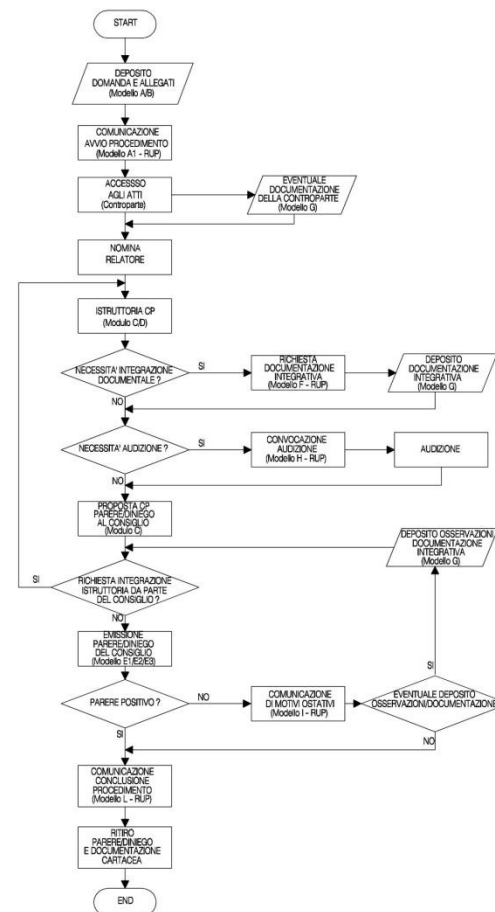 START
DEPOSITO
DOMANDA E ALLEGATI
(Modello A/B)
COMUNICAZIONE
AVVIO PROCEDIMENTO
(Modello A1 - RUP)
ACCESSSO
AGLI ATTI
(Controparte)
EVENTUALE
DOCUMENTAZIONE
DELLA CONTROPARTE
(Modello G)
NOMINA
RELATORE
ISTRUTTORIA CP
(Modulo C/D)
NECESSITA' INTEGRAZIONE
DOCUMENTALE ?
SI
RICHIESTA
DOCUMENTAZIONE
INTEGRATIVA
(Modello F - RUP)
DEPOSITO
DOCUMENTAZIONE
INTEGRATIVA
(Modello G)
NO
NECESSITA' AUDIZIONE ?
SI
CONVOCAZIONE
AUDIZIONE
(Modello H - RUP)
AUDIZIONE
NO
PROPOSTA CP
PARERE/DINIEGO
AL CONSIGLIO
(Modulo C)
DEPOSITO OSSERVAZIONI/
DOCUMENTAZIONE
INTEGRATIVA
(Modello G)
SI
RICHIESTA INTEGRAZIONE
ISTRUTTORIA DA PARTE
DEL CONSIGLIO ?
NO
EMISSIONE
PARERE/DINIEGO
DEL CONSIGLIO
(Modello E1/E2/E3)
SI
PARERE POSITIVO ?
NO
COMUNICAZIONE
DI MOTIVI OSTATIVI
(Modello I - RUP)
EVENTUALE DEPOSITO
OSSERVAZIONI/DOCUMENTAZIONE
SI
NO
COMUNICAZIONE
CONCLUSIONE
PROCEDIMENTO
(Modello L - RUP)
RITIRO
PARERE/DINIEGO
E DOCUMENTAZIONE
CARTACEA
END